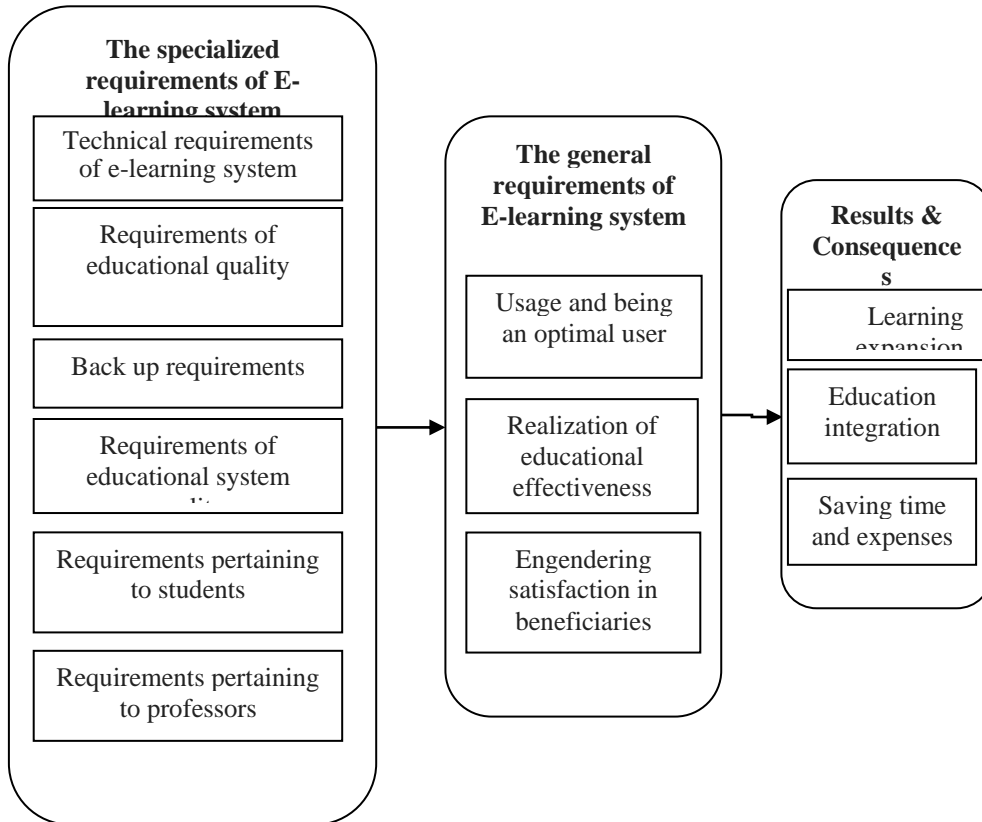 The specialized
requirements of E-
learning system
Technical requirements
of e-learning system
Requirements of
educational quality
Back up requirements
Requirements of
educational system
Requirements pertaining
to students
Requirements pertaining
to professors
The general
requirements of
E-learning system
Usage and being
an optimal user
Realization of
educational
effectiveness
Engendering
satisfaction in
beneficiaries
Results &
Consequence
s
Learning
expansion
Education
integration
Saving time
and expenses